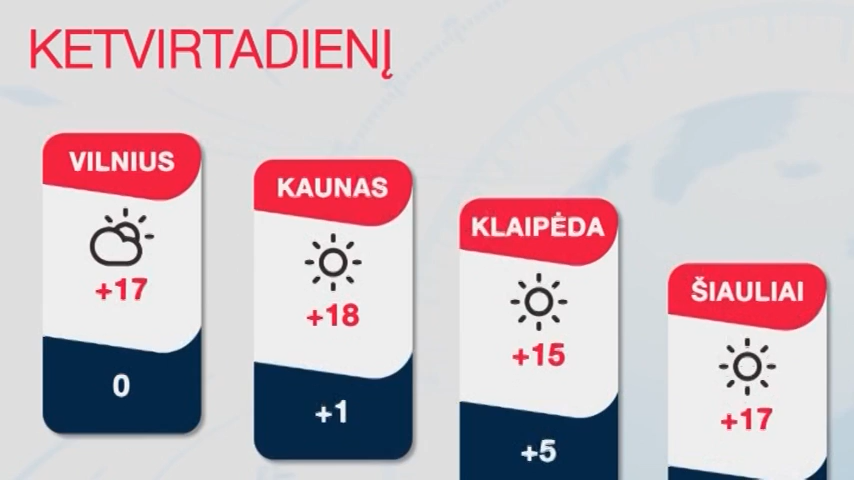 KETVIRTADIENĮ
VILNIUS
+17
0
KAUNAS
+18
+1
KLAIPĖDA
+15
+5
ŠIAULIAI
+17